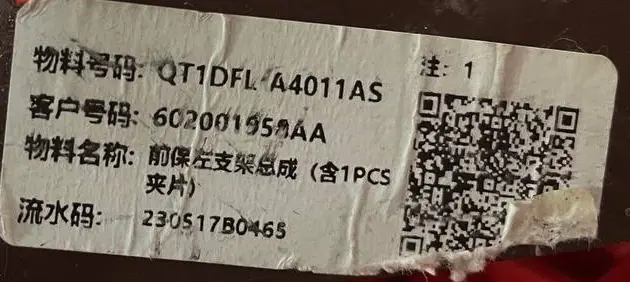 物料号码: QT1DFL-A4011AS
注: 1
客户号码: 602001958AA
物料名称: 前保左支架总成 (含1PCS
夹片)
流水码: 230517B0465